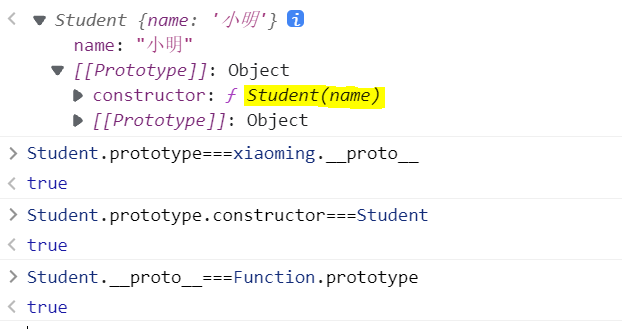 Student {name: '小明'} i
name: "小明"
[[Prototype]]: Object
constructor: ƒ Student(name)
[[Prototype]]: Object
Student.prototype===xiaoming.__proto__
true
Student.prototype.constructor===Student
true
Student.__proto__===Function.prototype
true